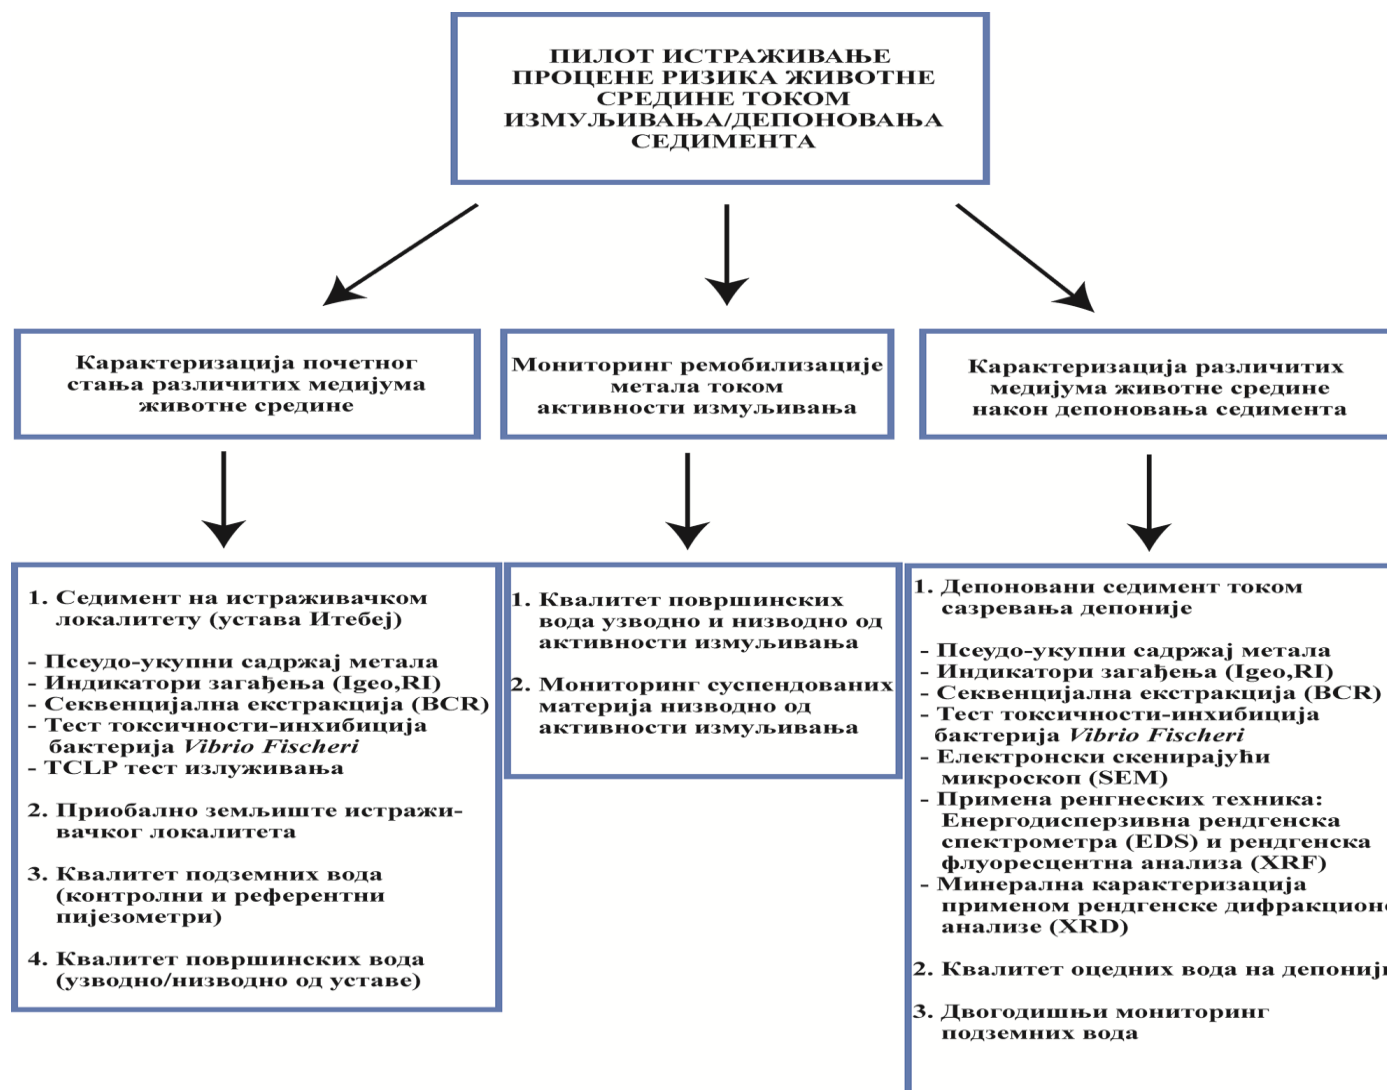 ПИЛОТ ИСТРАЖИВАЊЕ
ПРОЦЕНЕ РИЗИКА ЖИВОТНЕ
СРЕДИНЕ ТОКОМ
ИЗМУЉИВАЊА/ДЕПОНОВАЊА
СЕДИМЕНТА
Карактеризација почетног
стања различитих медијума
животне средине
Мониторинг ремобилизације
метала током
активности измуљивања
Карактеризација различитих
медијума животне средине
након депоновања седимента
1. Седимент на истраживачком
локалитету (устава Итебеј)
- Псеудо-укупни садржај метала
- Индикатори загађења (Igeo,RI)
- Секвенцијална екстракција (BCR)
- Тест токсичности-инхибиција
бактерија Vibrio Fischeri
- TCLP тест излуживања
2. Приобално земљиште истражи-
вачког локалитета
3. Квалитет подземних вода
(контролни и референтни
пијезометри)
4. Квалитет површинских вода
(узводно/низводно од уставе)
1. Квалитет површинских
вода узводно и низводно од
активности измуљивања
2. Мониторинг суспендованих
материја низводно од
активности измуљивања
1. Депоновани седимент током
сазревања депоније
- Псеудо-укупни садржај метала
- Индикатори загађења (Igeo,RI)
- Секвенцијална екстракција (BCR)
- Тест токсичности-инхибиција
бактерија Vibrio Fischeri
- Електронски скенирајући
микроскоп (SEM)
- Примена ренгнеских техника:
Енергодисперзивна рендгенска
спектрометра (EDS) и рендгенска
флуоресцентна анализа (XRF)
- Минерална карактеризација
применом рендгенске дифракционе
анализе (XRD)
2. Квалитет оцедних вода на депонији
3. Двогодишњи мониторинг
подземних вода